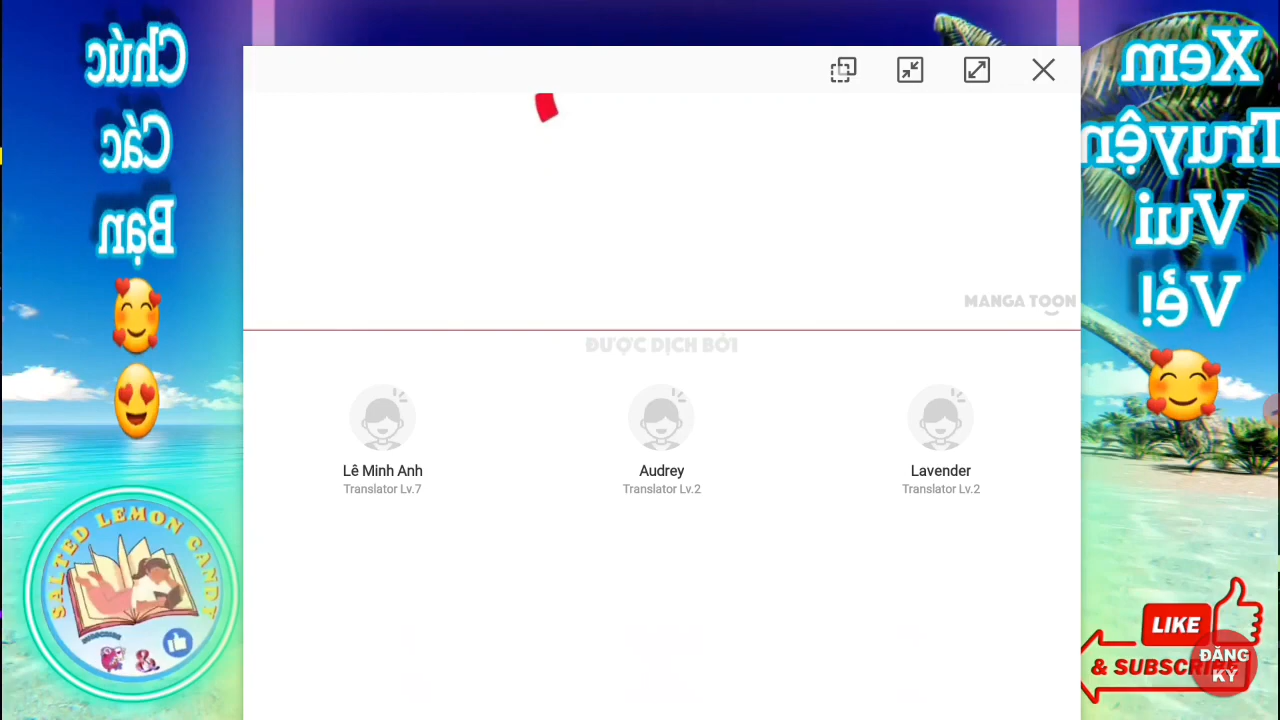 Chúc
Các
Bạn
SALTED LEMON CANDY
SUBSCRIBE
&
MANGA TOON
ĐƯỢC DỊCH BỞI
Lê Minh Anh
Translator Lv.7
Audrey
Translator Lv.2
Lavender
Translator Lv.2
Xem
Truyện
Vui
Vẻ!
LIKE
& SUBSCRIBE
ĐĂNG
KÝ